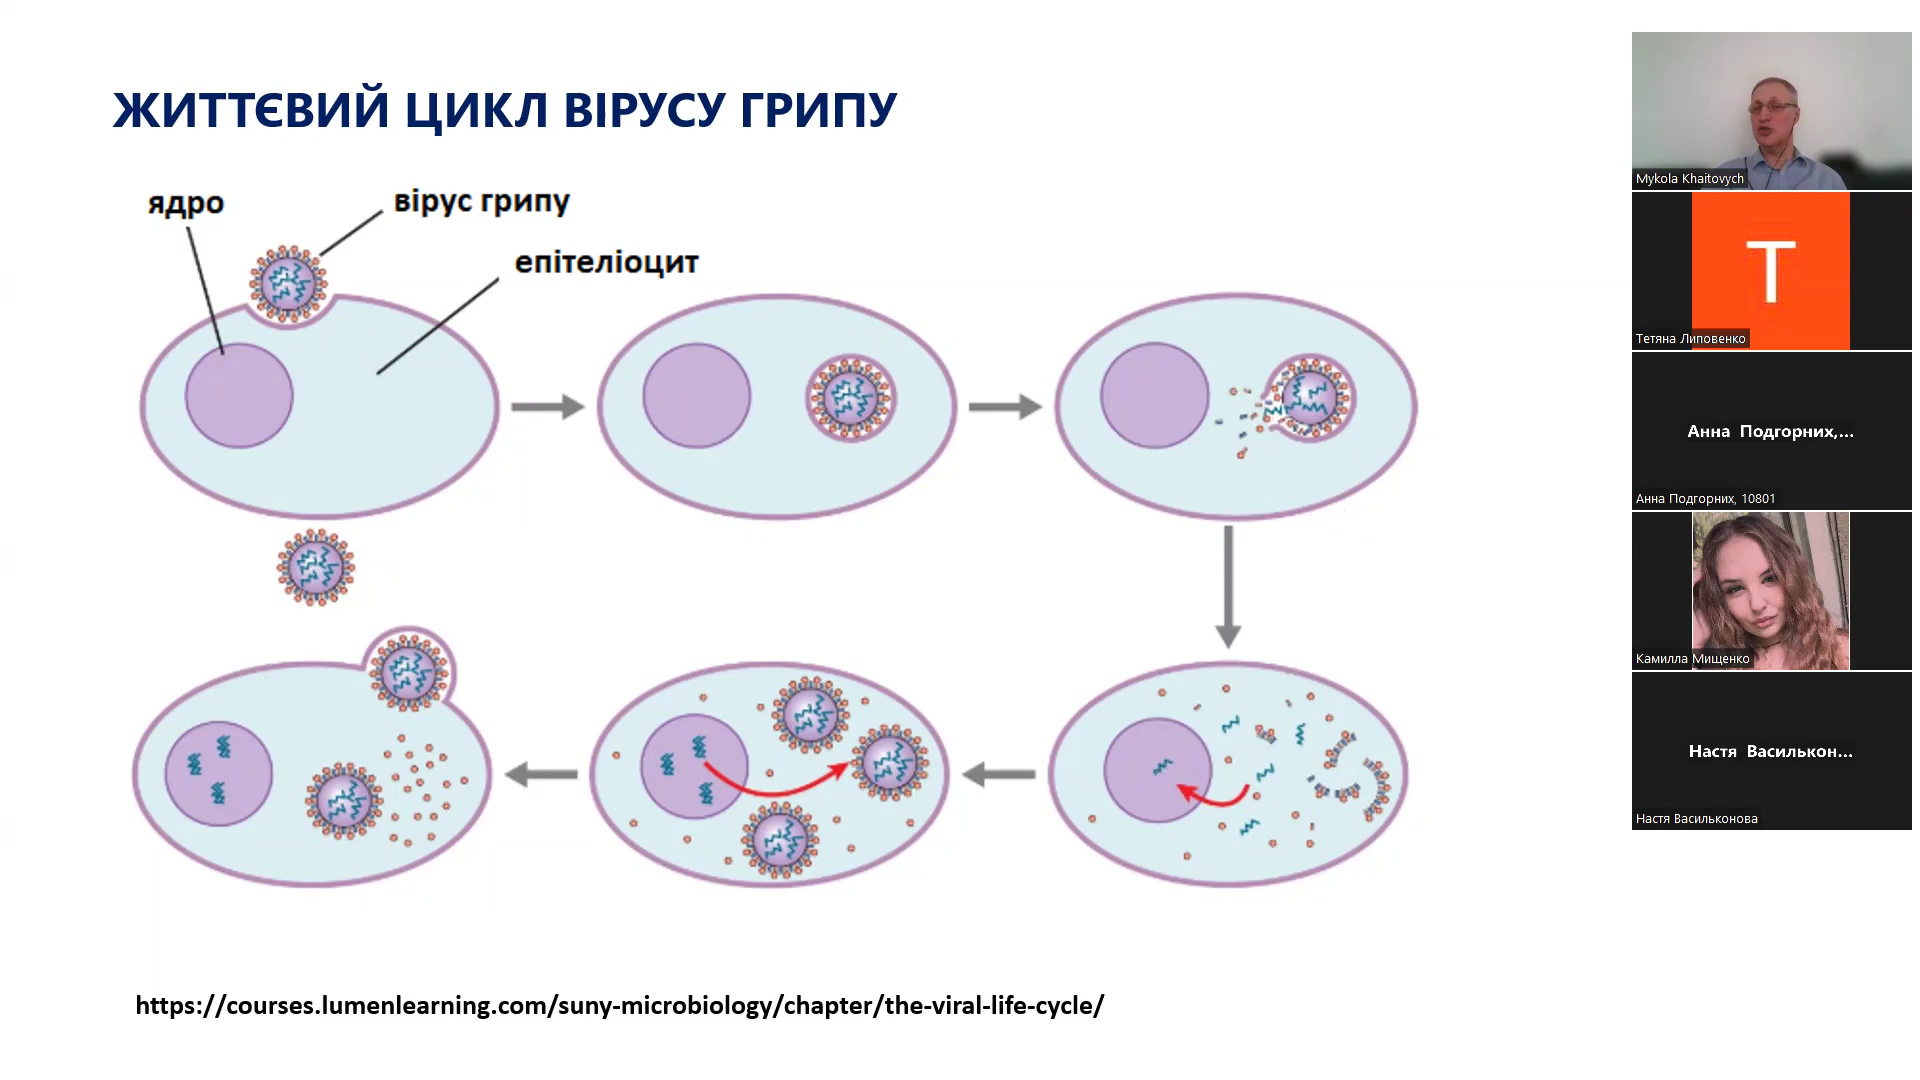 ЖИТТЄВИЙ ЦИКЛ ВІРУСУ ГРИПУ
ядро
вірус грипу
епітеліоцит
https://courses.lumenlearning.com/suny-microbiology/chapter/the-viral-life-cycle/
Mykola Khaitovych
T
Тетяна Липовенко
Анна Подгорних,...
Анна Подгорних, 10801
Камилла Мищенко
Настя Василькон...
Настя Васильконова